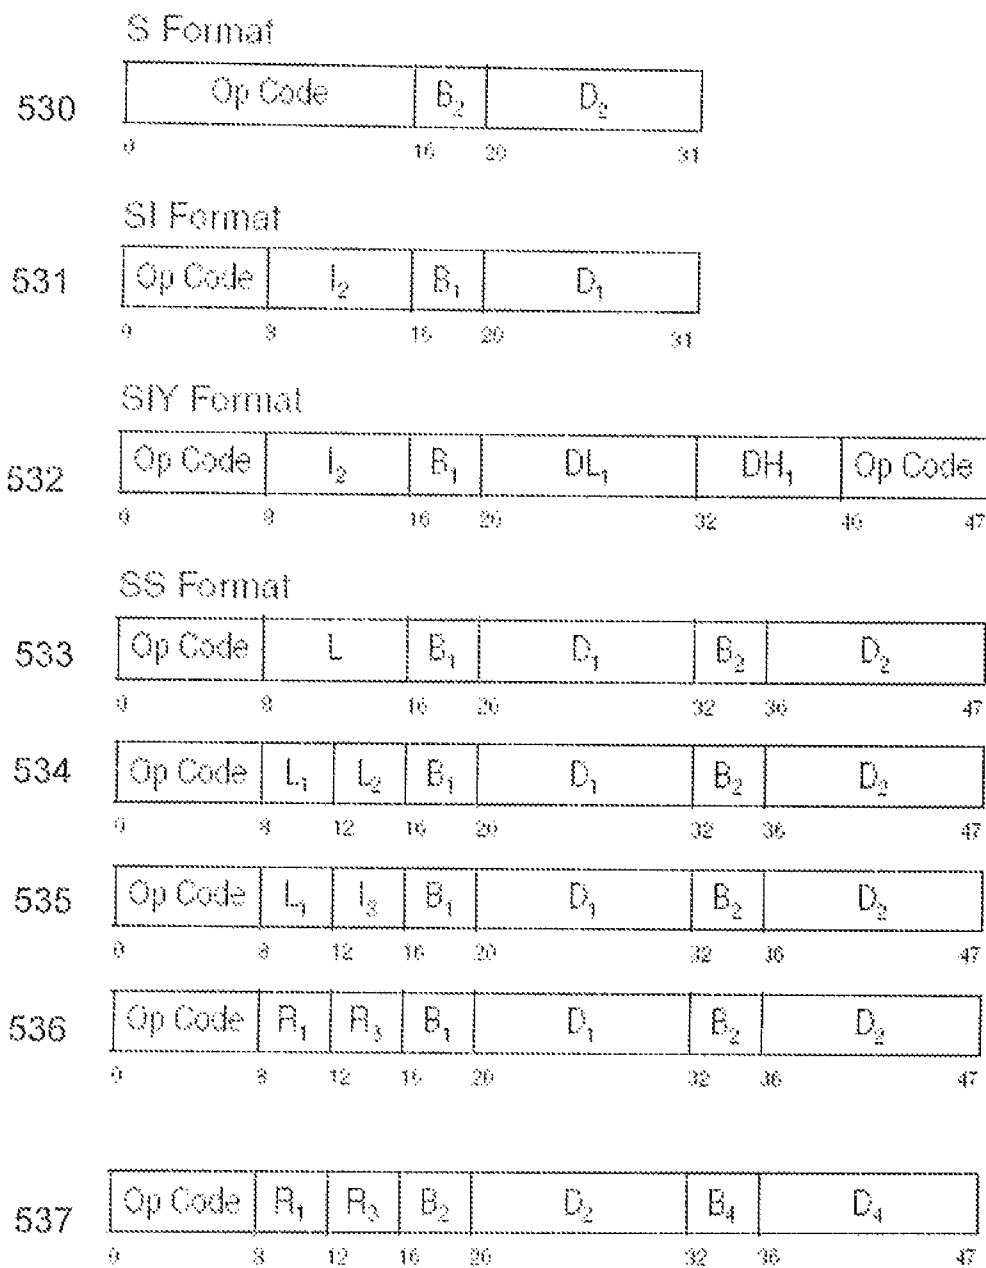 S Format
530 Op Code B₂ D₂
0 16 20 31
SI Format
531 Op Code I₂ B₁ D₁
0 8 16 20 31
SIY Format
532 Op Code I₂ B₁ DL₁ DH₁ Op Code
0 8 16 20 32 40 47
SS Format
533 Op Code L B₁ D₁ B₂ D₂
0 8 16 20 32 36 47
534 Op Code L₁ L₂ B₁ D₁ B₂ D₂
0 8 12 16 20 32 36 47
535 Op Code L₁ I₃ B₁ D₁ B₂ D₂
0 8 12 16 20 32 36 47
536 Op Code R₁ R₃ B₁ D₁ B₂ D₂
0 8 12 16 20 32 36 47
537 Op Code R₁ R₃ B₂ D₂ B₄ D₄
0 8 12 16 20 32 36 47